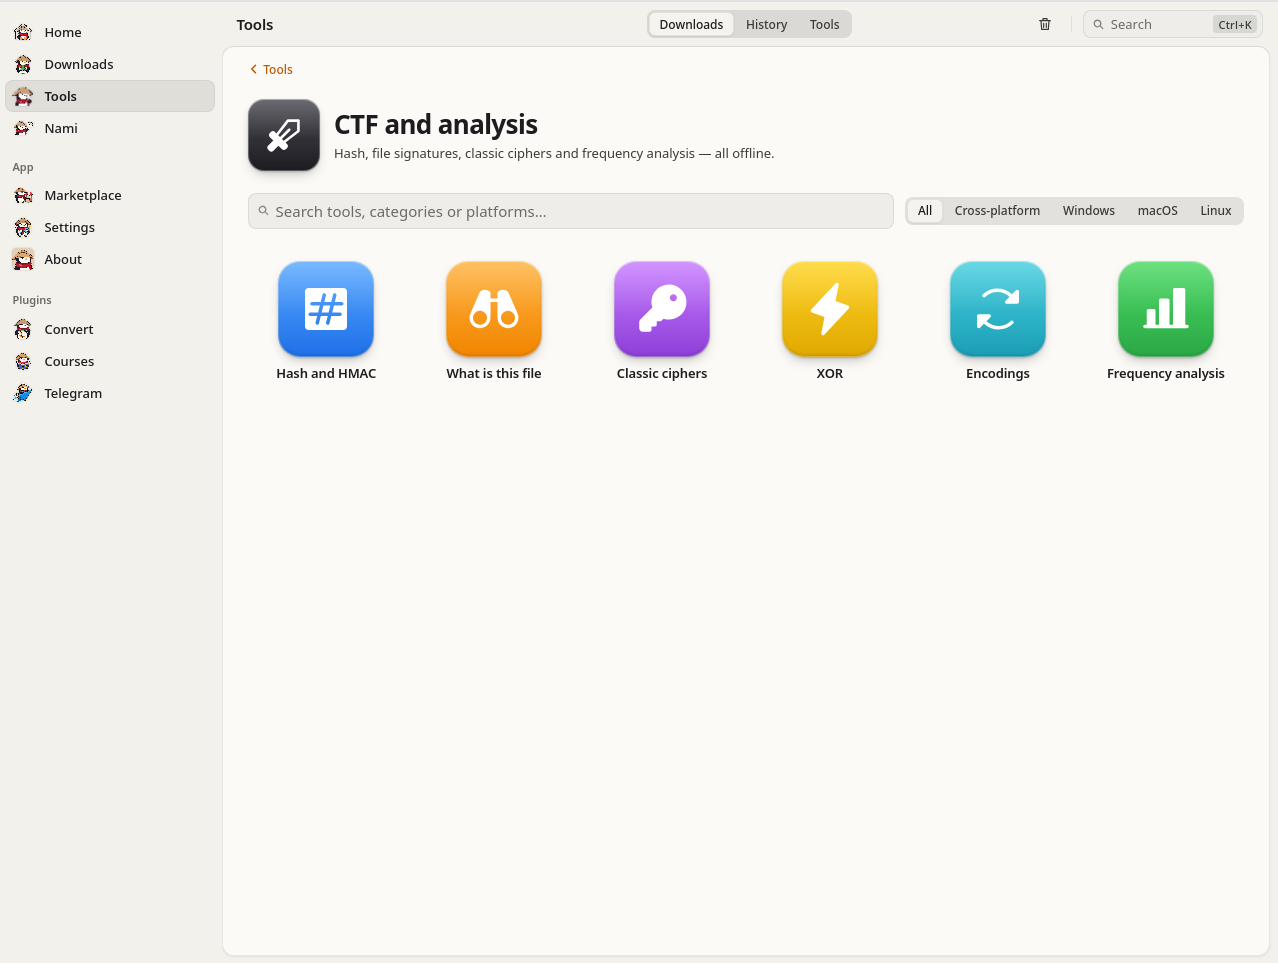 Home
Downloads
Tools
Nami
App
Marketplace
Settings
About
Plugins
Convert
Courses
Telegram
Tools
Downloads History Tools
Search Ctrl+K
Tools
CTF and analysis
Hash, file signatures, classic ciphers and frequency analysis — all offline.
Search tools, categories or platforms...
All Cross-platform Windows macOS Linux
Hash and HMAC
What is this file
Classic ciphers
XOR
Encodings
Frequency analysis